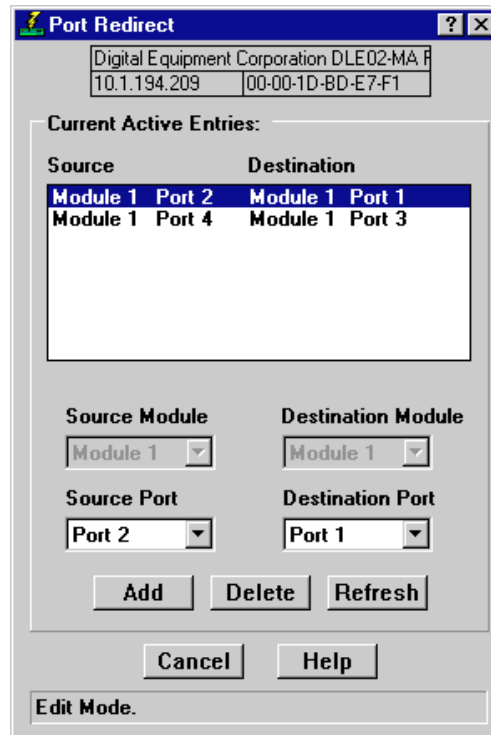 Port Redirect
Digital Equipment Corporation DLE02-MA
10.1.194.209 00-00-1D-BD-E7-F1
Current Active Entries:
Source Destination
Module 1 Port 2 Module 1 Port 1
Module 1 Port 4 Module 1 Port 3
Source Module Destination Module
Module 1 Module 1
Source Port Destination Port
Port 2 Port 1
Add Delete Refresh
Cancel Help
Edit Mode.